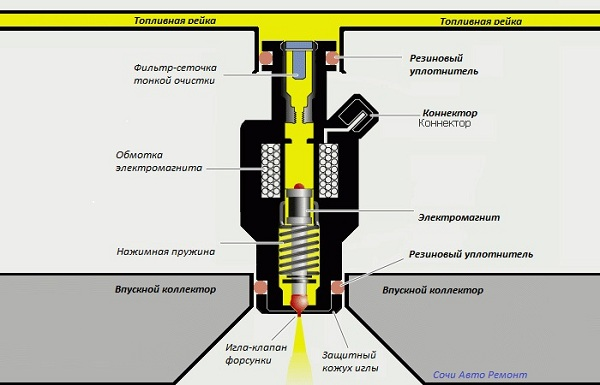 Топливная рейка
Топливная рейка
Фильтр-сеточка
тонкой очистки
Резиновый
уплотнитель
Коннектор
Коннектор
Обмотка
электромагнита
Электромагнит
Нажимная пружина
Резиновый уплотнитель
Впускной коллектор
Впускной коллектор
Игла-клапан
форсунки
Защитный
кожух иглы
Сочи Авто Ремонт